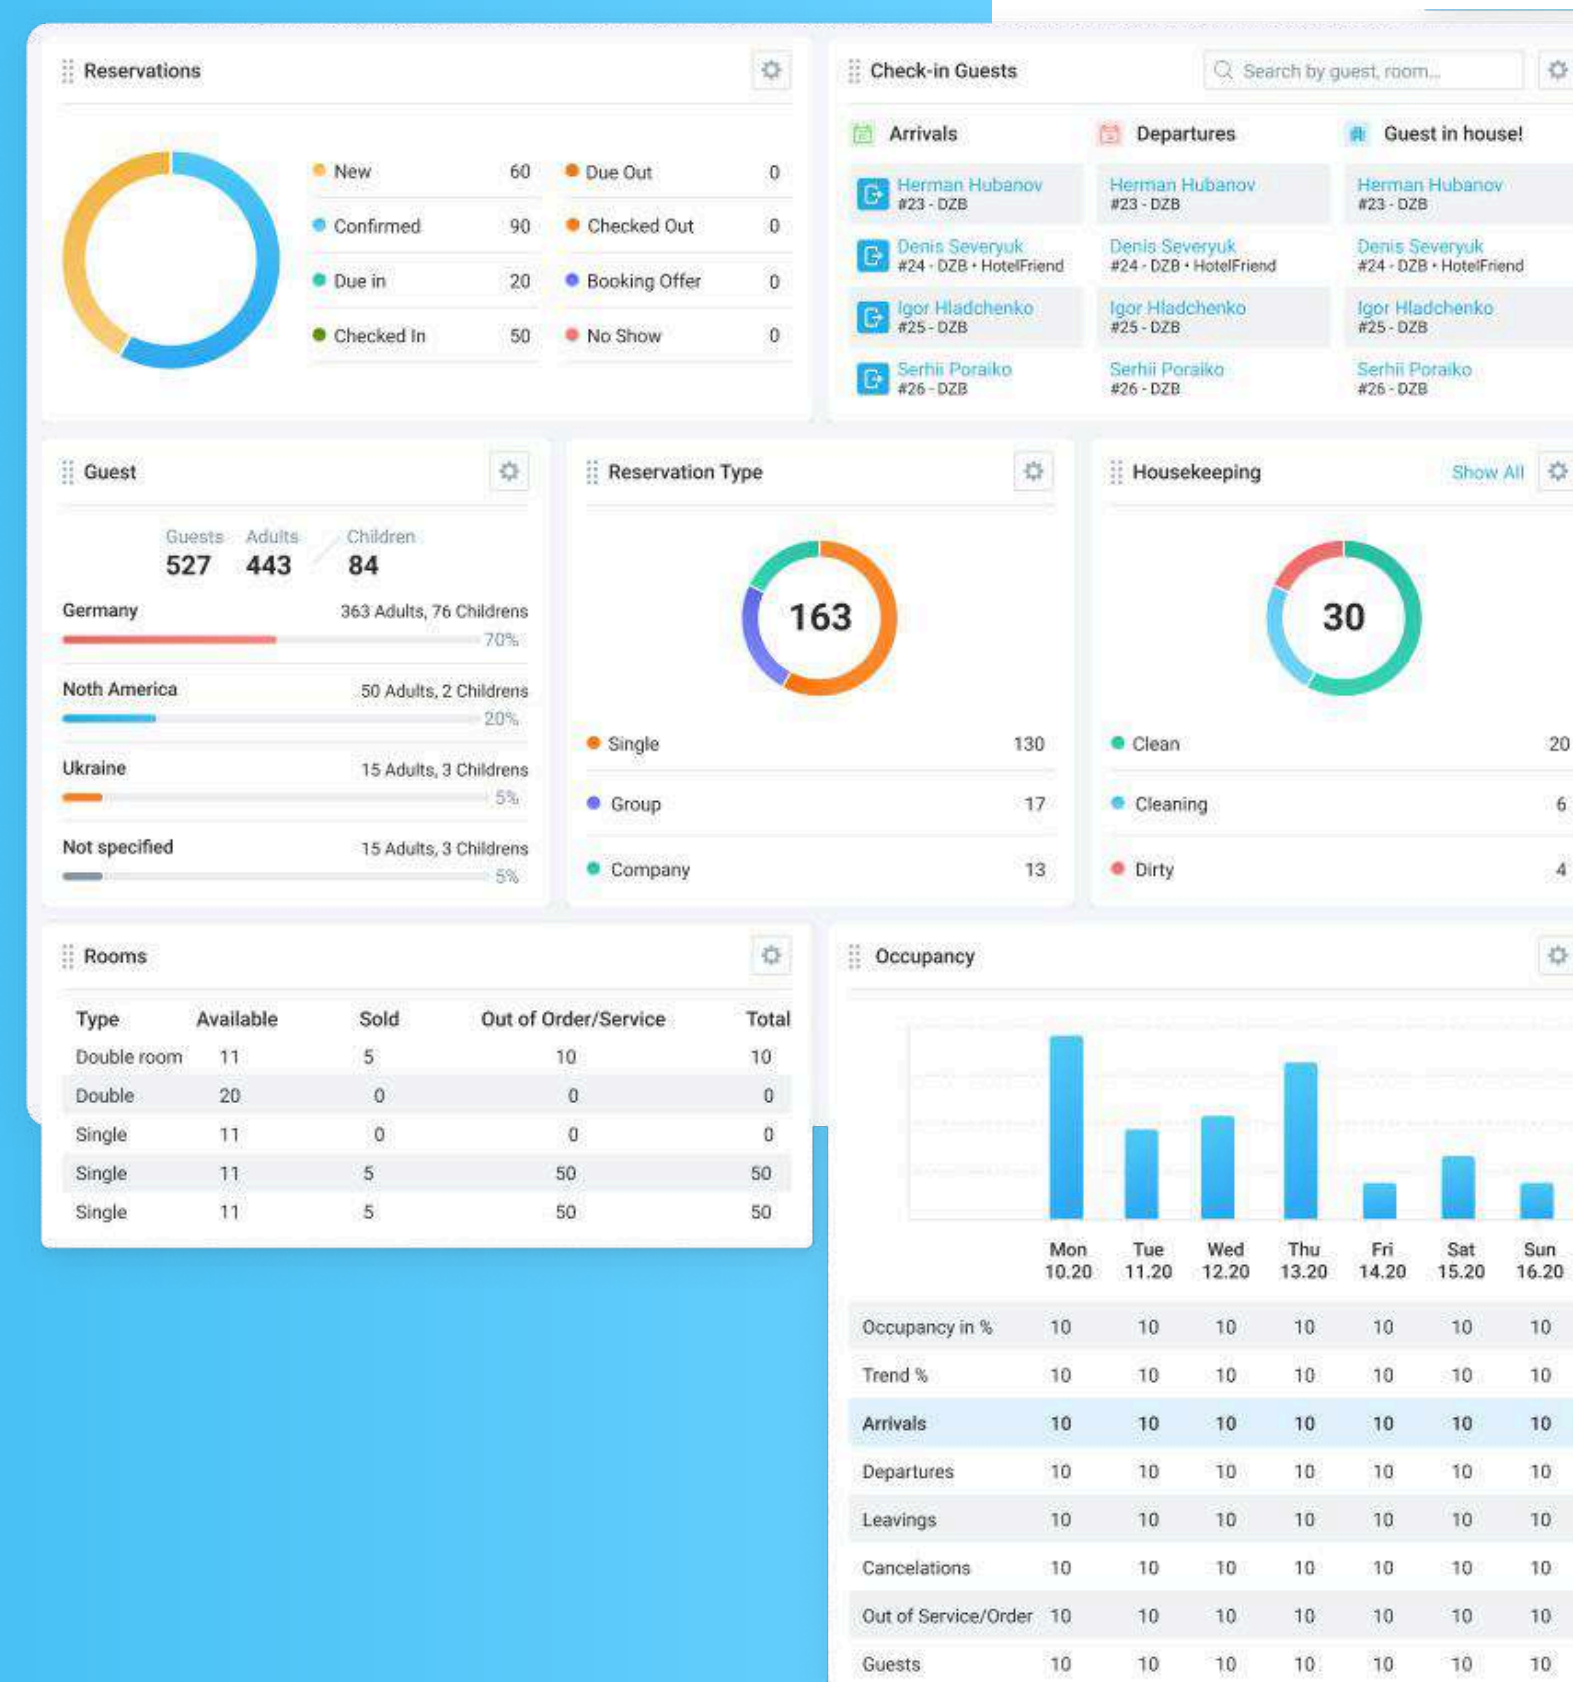 Reservations
New 60 Due Out 0
Confirmed 90 Checked Out 0
Due in 20 Booking Offer 0
Checked In 50 No Show 0
Check-in Guests Search by guest, room...
Arrivals Departures Guest in house!
Herman Hubanov Herman Hubanov Herman Hubanov
#23 - DZB #23 - DZB #23 - DZB
Denis Severyuk Denis Severyuk Denis Severyuk
#24 - DZB • HotelFriend #24 - DZB • HotelFriend #24 - DZB • HotelFriend
Igor Hladchenko Igor Hladchenko Igor Hladchenko
#25 - DZB #25 - DZB #25 - DZB
Serhii Poraiko Serhii Poraiko Serhii Poraiko
#26 - DZB #26 - DZB #26 - DZB
Guest
Guests Adults Children
527 443 84
Germany 363 Adults, 76 Childrens
70%
Noth America 50 Adults, 2 Childrens
20%
Ukraine 15 Adults, 3 Childrens
5%
Not specified 15 Adults, 3 Childrens
5%
Reservation Type
163
Single 130
Group 17
Company 13
Housekeeping Show All
30
Clean 20
Cleaning 6
Dirty 4
Rooms
Type Available Sold Out of Order/Service Total
Double room 11 5 10 10
Double 20 0 0 0
Single 11 0 0 0
Single 11 5 50 50
Single 11 5 50 50
Occupancy
Mon Tue Wed Thu Fri Sat Sun
10.20 11.20 12.20 13.20 14.20 15.20 16.20
Occupancy in % 10 10 10 10 10 10 10
Trend % 10 10 10 10 10 10 10
Arrivals 10 10 10 10 10 10 10
Departures 10 10 10 10 10 10 10
Leavings 10 10 10 10 10 10 10
Cancelations 10 10 10 10 10 10 10
Out of Service/Order 10 10 10 10 10 10 10
Guests 10 10 10 10 10 10 10